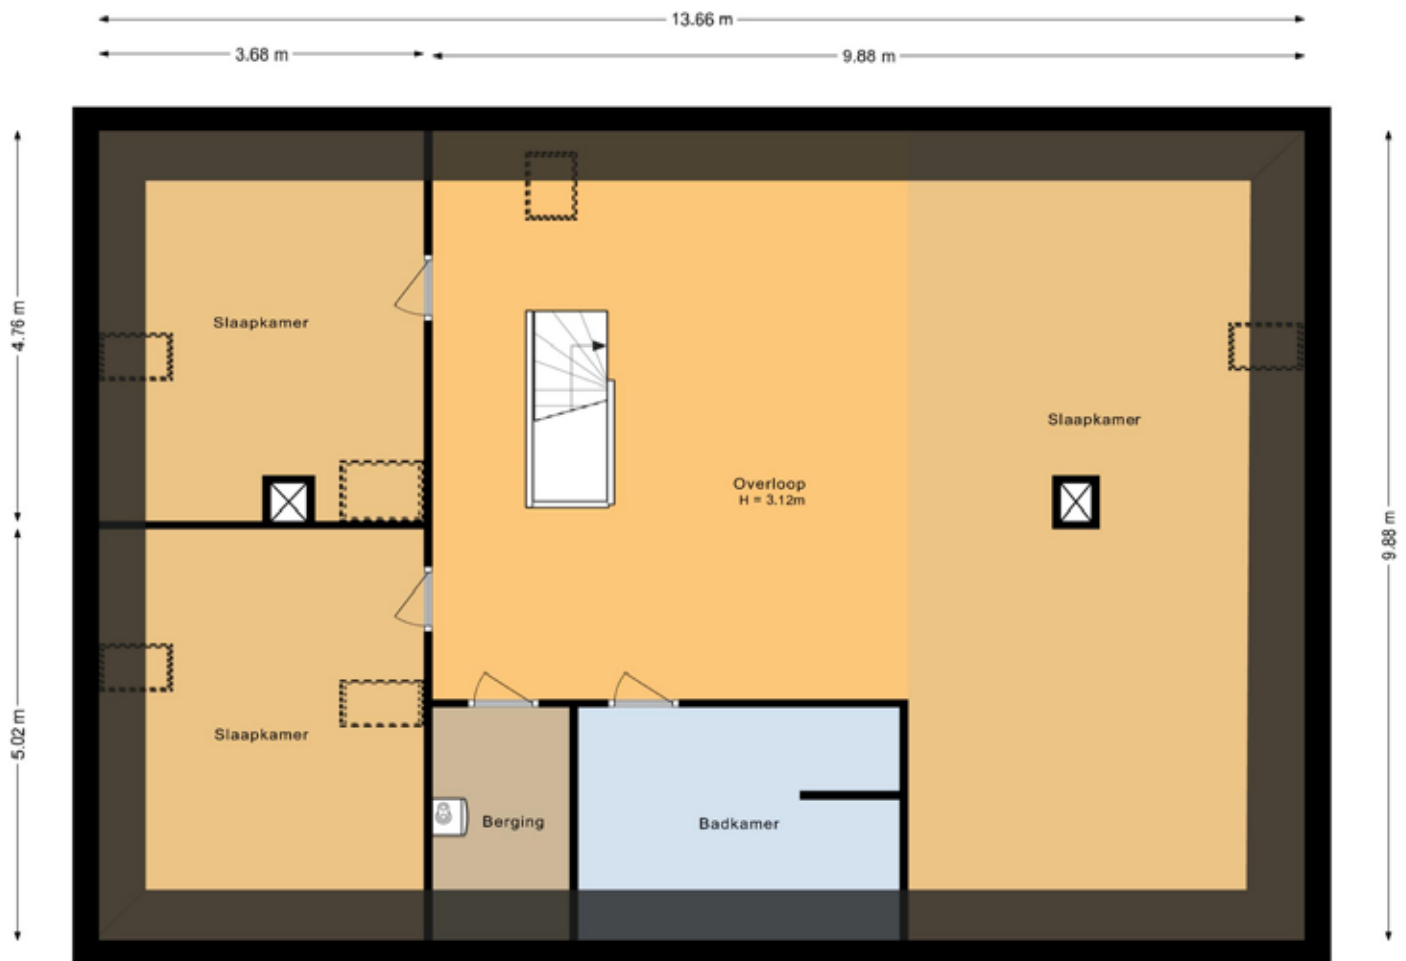 13.66 m
3.68 m
9.88 m
4.76 m
Slaapkamer
Slaapkamer
Overloop
H = 3.12m
9.88 m
5.02 m
Slaapkamer
Berging
Badkamer